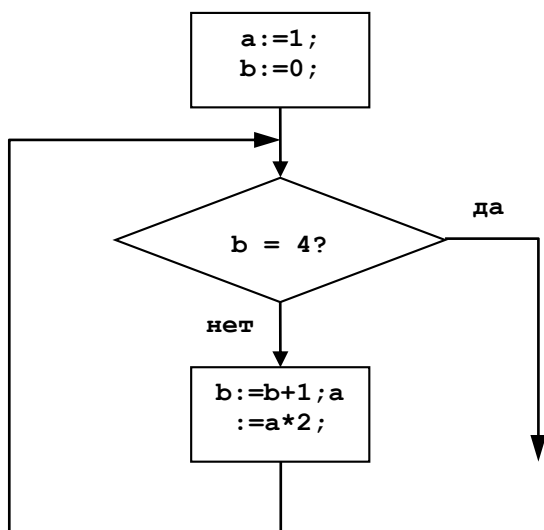 a:=1;
b:=0;
да
b = 4?
нет
b:=b+1;a
:=a*2;